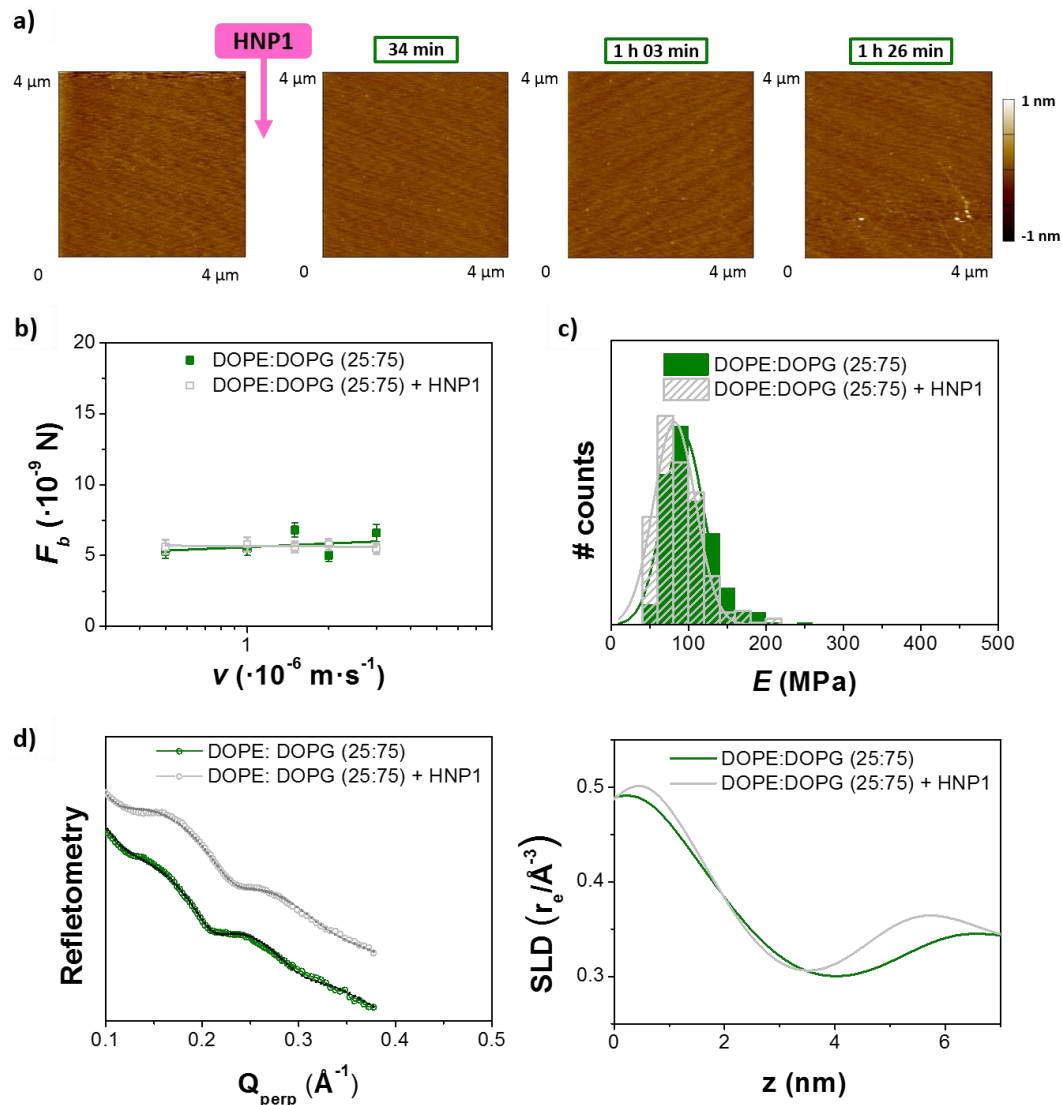 a)
HNP1
34 min
1 h 03 min
1 h 26 min
4 µm
4 µm
4 µm
4 µm
1 nm
-1 nm
0
4 µm
0
4 µm
0
4 µm
0
4 µm
b)
20
15
10
5
0
F_b (·10⁻⁹ N)
DOPE:DOPG (25:75)
DOPE:DOPG (25:75) + HNP1
1
v (·10⁻⁶ m·s⁻¹)
c)
# counts
DOPE:DOPG (25:75)
DOPE:DOPG (25:75) + HNP1
0 100 200 300 400 500
E (MPa)
d)
Refletometry
DOPE: DOPG (25:75)
DOPE: DOPG (25:75) + HNP1
0.1 0.2 0.3 0.4 0.5
Q_perp (Å⁻¹)
SLD (r_e/Å⁻³)
0.5
0.4
0.3
DOPE:DOPG (25:75)
DOPE:DOPG (25:75) + HNP1
0 2 4 6
z (nm)